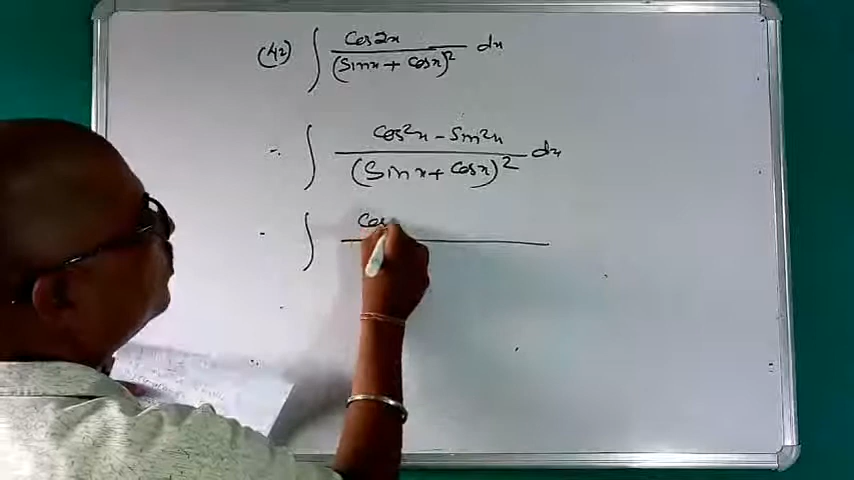 (42) ∫ Cos2x / (Sinx + Cosx)² dx
= ∫ Cos²x - Sin²x / (Sinx + Cosx)² dx
= ∫ Cos